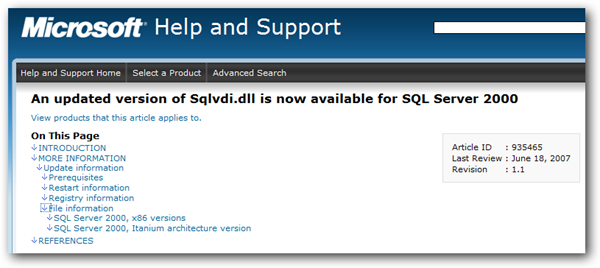 Microsoft® Help and Support
Help and Support Home | Select a Product | Advanced Search
An updated version of Sqlvdi.dll is now available for SQL Server 2000
View products that this article applies to.
On This Page
INTRODUCTION
MORE INFORMATION
Update information
Prerequisites
Restart information
Registry information
File information
SQL Server 2000, x86 versions
SQL Server 2000, Itanium architecture version
REFERENCES
Article ID : 935465
Last Review : June 18, 2007
Revision : 1.1